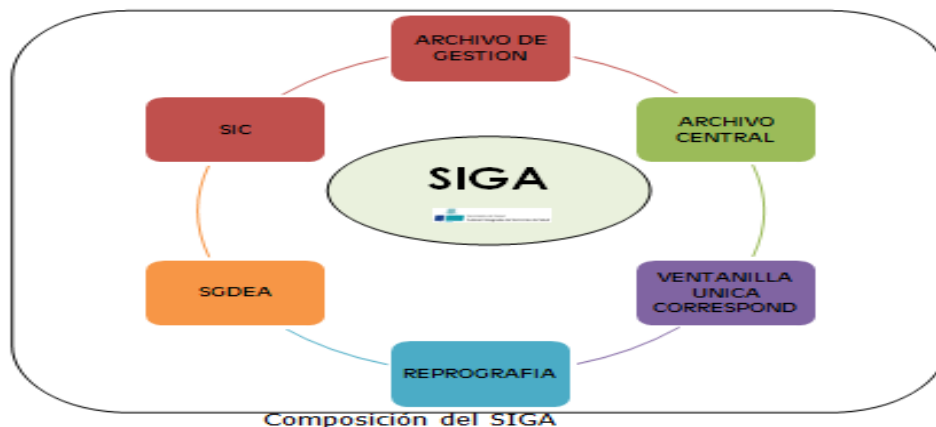 ARCHIVO DE
GESTION
ARCHIVO
CENTRAL
VENTANILLA
UNICA
CORRESPOND
REPROGRAFIA
SGDEA
SIC
SIGA
Composición del SIGA